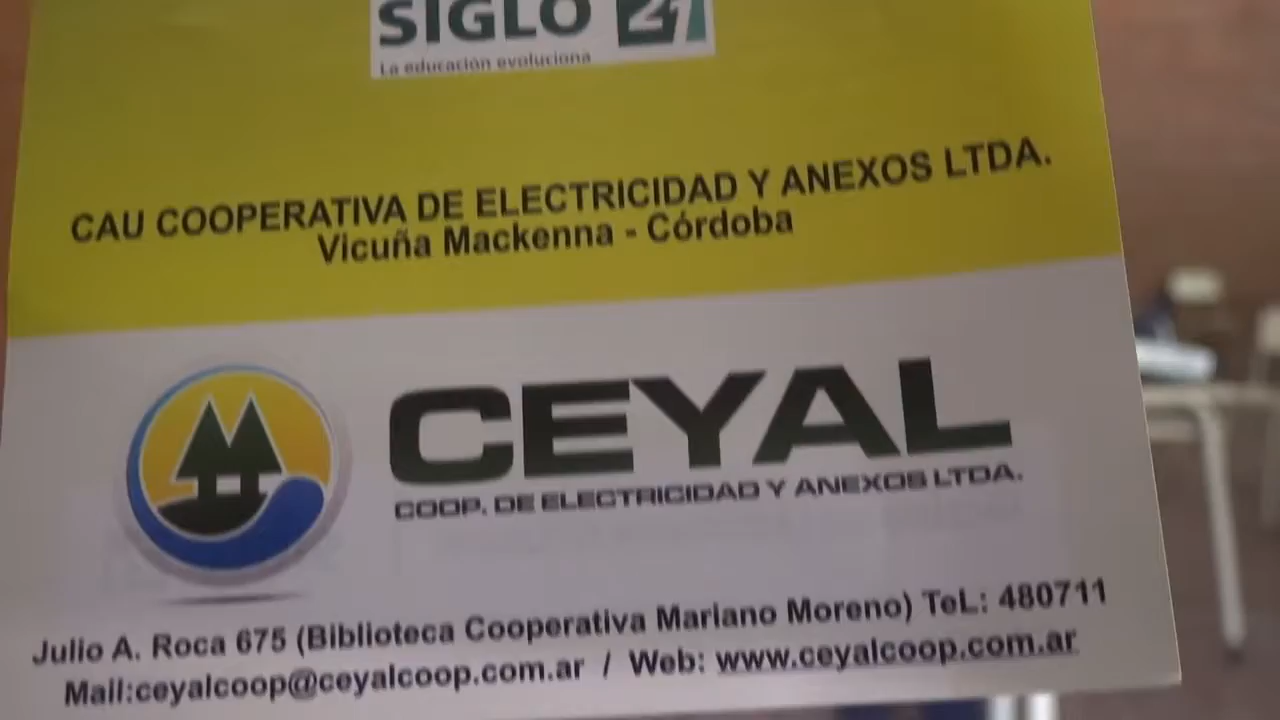 SIGLO 21
La educación evoluciona
CAU COOPERATIVA DE ELECTRICIDAD Y ANEXOS LTDA.
Vicuña Mackenna - Córdoba
CEYAL
COOP. DE ELECTRICIDAD Y ANEXOS LTDA.
Julio A. Roca 675 (Biblioteca Cooperativa Mariano Moreno) TeL: 480711
Mail:ceyalcoop@ceyalcoop.com.ar / Web: www.ceyalcoop.com.ar